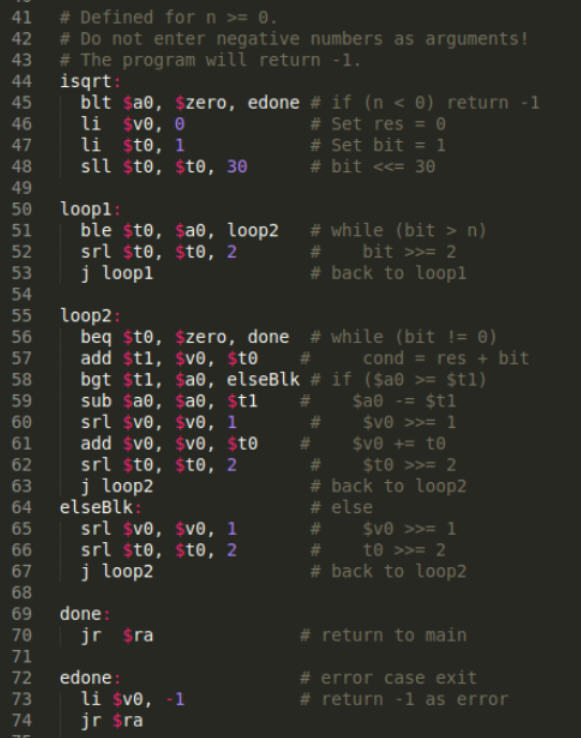 41 # Defined for n >= 0.
42 # Do not enter negative numbers as arguments!
43 # The program will return -1.
44 isqrt:
45 blt $a0, $zero, edone # if (n < 0) return -1
46 li $v0, 0 # Set res = 0
47 li $t0, 1 # Set bit = 1
48 sll $t0, $t0, 30 # bit <<= 30
49
50 loop1:
51 ble $t0, $a0, loop2 # while (bit > n)
52 srl $t0, $t0, 2 # bit >>= 2
53 j loop1 # back to loop1
54
55 loop2:
56 beq $t0, $zero, done # while (bit != 0)
57 add $t1, $v0, $t0 # cond = res + bit
58 bgt $t1, $a0, elseBlk # if ($a0 >= $t1)
59 sub $a0, $a0, $t1 # $a0 -= $t1
60 srl $v0, $v0, 1 # $v0 >>= 1
61 add $v0, $v0, $t0 # $v0 += t0
62 srl $t0, $t0, 2 # $t0 >>= 2
63 j loop2 # back to loop2
64 elseBlk: # else
65 srl $v0, $v0, 1 # $v0 >>= 1
66 srl $t0, $t0, 2 # t0 >>= 2
67 j loop2 # back to loop2
68
69 done:
70 jr $ra # return to main
71
72 edone: # error case exit
73 li $v0, -1 # return -1 as error
74 jr $ra